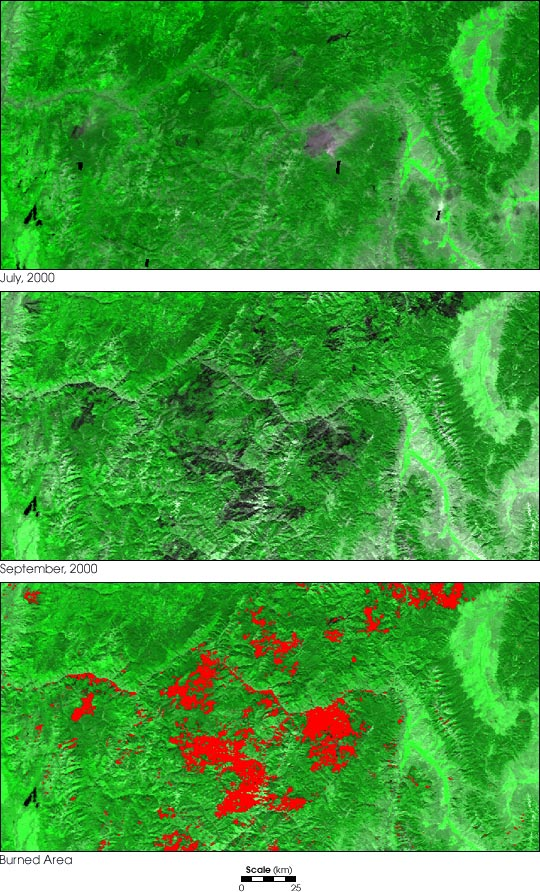 July, 2000
September, 2000
Burned Area
Scale (km)
0 25